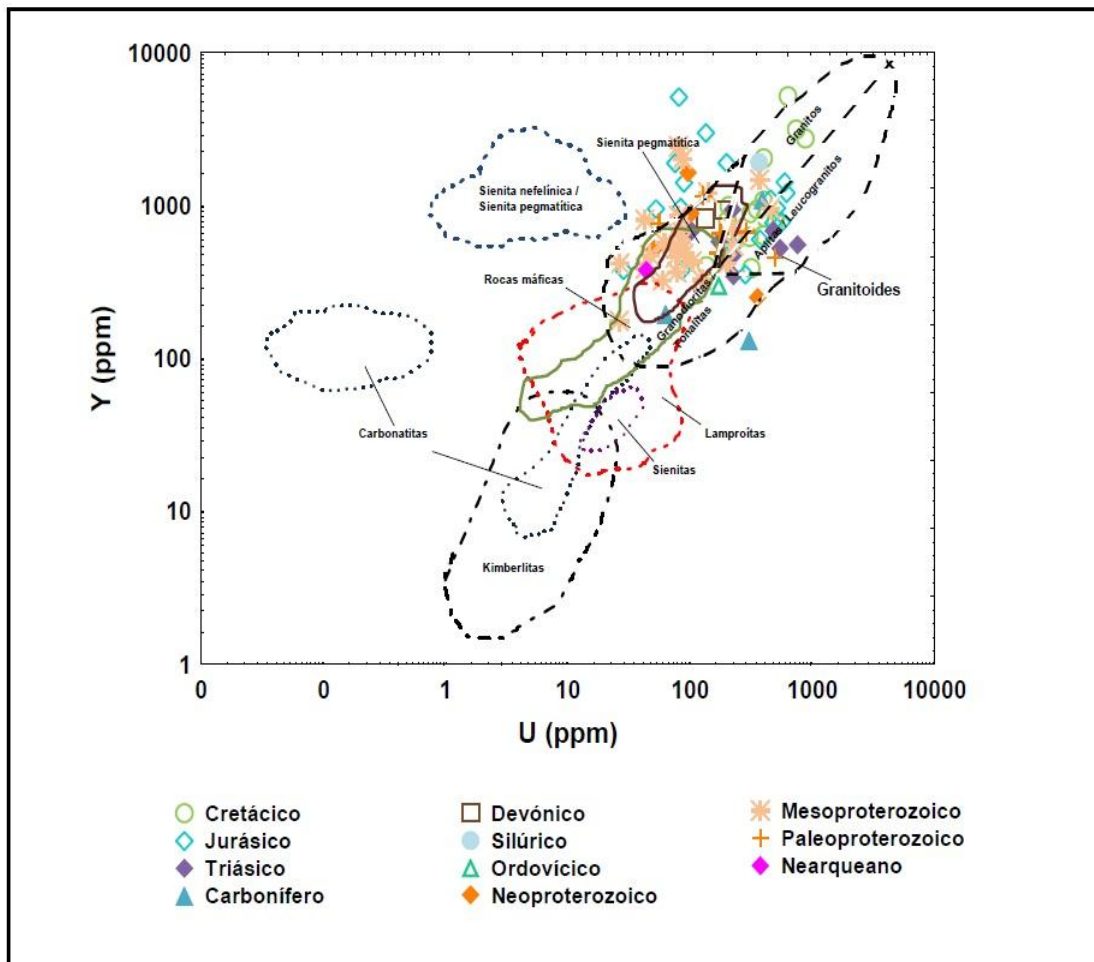 10000
1000
100
10
1
Y (ppm)
0
0
1
10
100
1000
10000
U (ppm)
x
Granitos
Sienita pegmatítica
Aplitas /Leucogranitos
Sienita nefelínica /
Sienita pegmatítica
Rocas máficas
Granodioritas
Tonalitas
Granitoides
Carbonatitas
Lamproítas
Sienitas
Kimberlitas
Cretácico
Jurásico
Triásico
Carbonífero
Devónico
Silúrico
Ordovícico
Neoproterozoico
Mesoproterozoico
Paleoproterozoico
Nearqueano